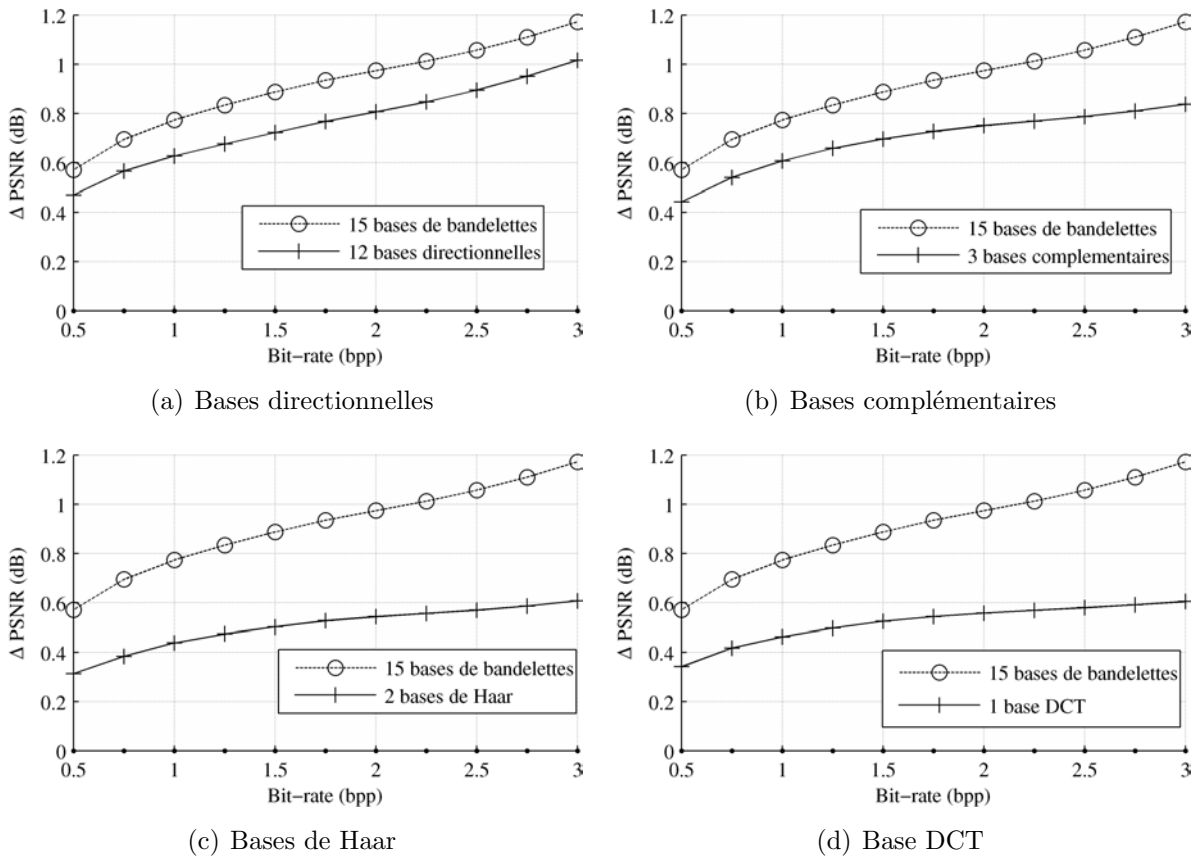 1.2
1
0.8
0.6
0.4
0.2
0
Δ PSNR (dB)
15 bases de bandelettes
12 bases directionnelles
0.5 1 1.5 2 2.5 3
Bit−rate (bpp)
(a) Bases directionnelles
1.2
1
0.8
0.6
0.4
0.2
0
Δ PSNR (dB)
15 bases de bandelettes
3 bases complementaires
0.5 1 1.5 2 2.5 3
Bit−rate (bpp)
(b) Bases complémentaires
1.2
1
0.8
0.6
0.4
0.2
0
Δ PSNR (dB)
15 bases de bandelettes
2 bases de Haar
0.5 1 1.5 2 2.5 3
Bit−rate (bpp)
(c) Bases de Haar
1.2
1
0.8
0.6
0.4
0.2
0
Δ PSNR (dB)
15 bases de bandelettes
1 base DCT
0.5 1 1.5 2 2.5 3
Bit−rate (bpp)
(d) Base DCT